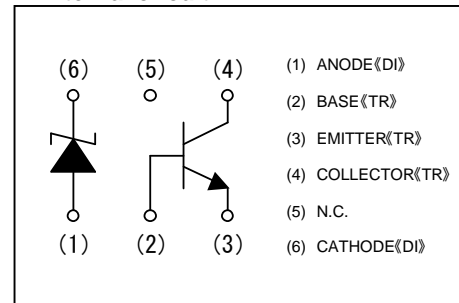 (6) (5) (4)
(1) (2) (3)
(1) ANODE《DI》
(2) BASE《TR》
(3) EMITTER《TR》
(4) COLLECTOR《TR》
(5) N.C.
(6) CATHODE《DI》